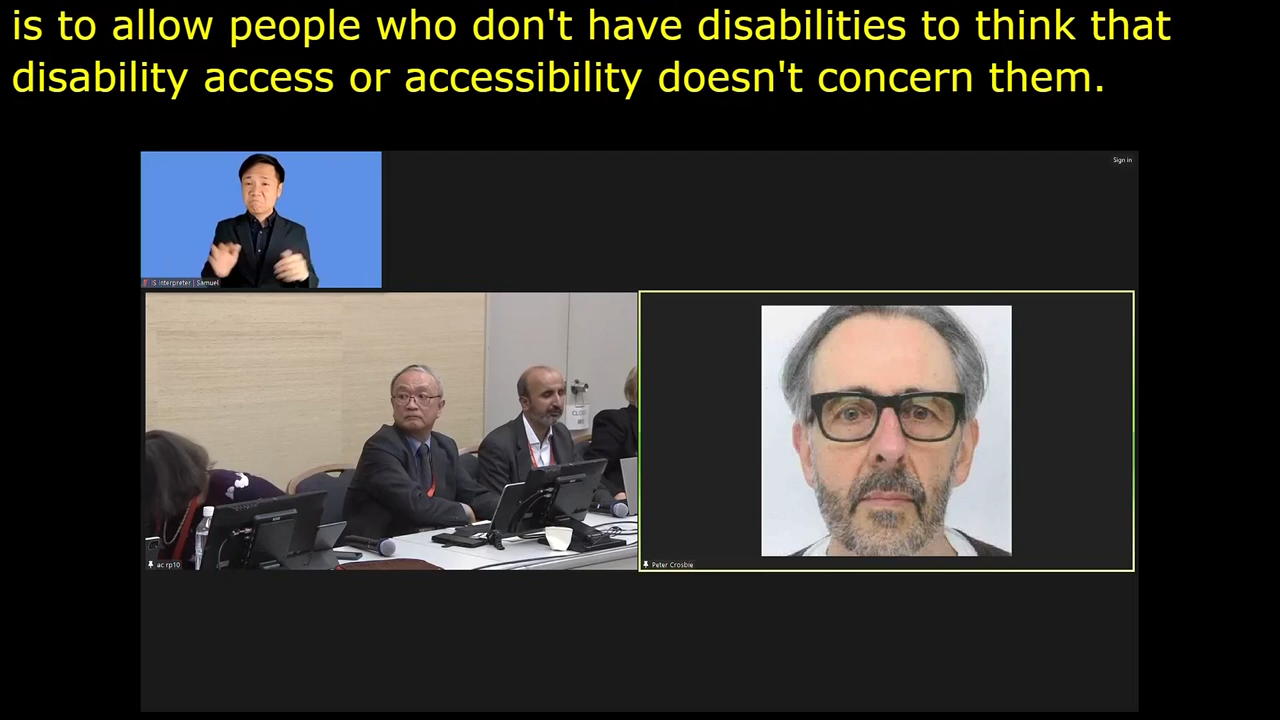 is to allow people who don't have disabilities to think that
disability access or accessibility doesn't concern them.
Sign in
IS Interpreter | Samuel
ac rp10
Peter Crosbie